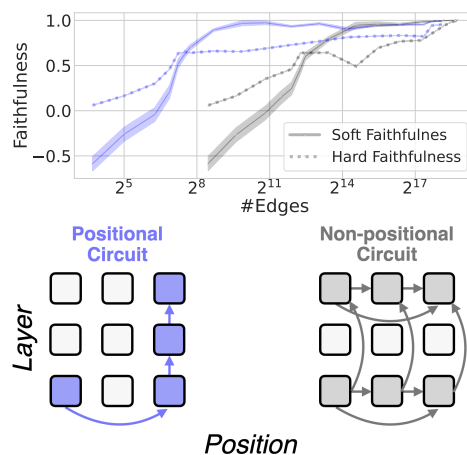 Faithfulness
1.0
0.5
0.0
−0.5
2^5
2^8
2^11
2^14
2^17
#Edges
Soft Faithfulnes
Hard Faithfulness
Positional
Circuit
Non-positional
Circuit
Layer
Position